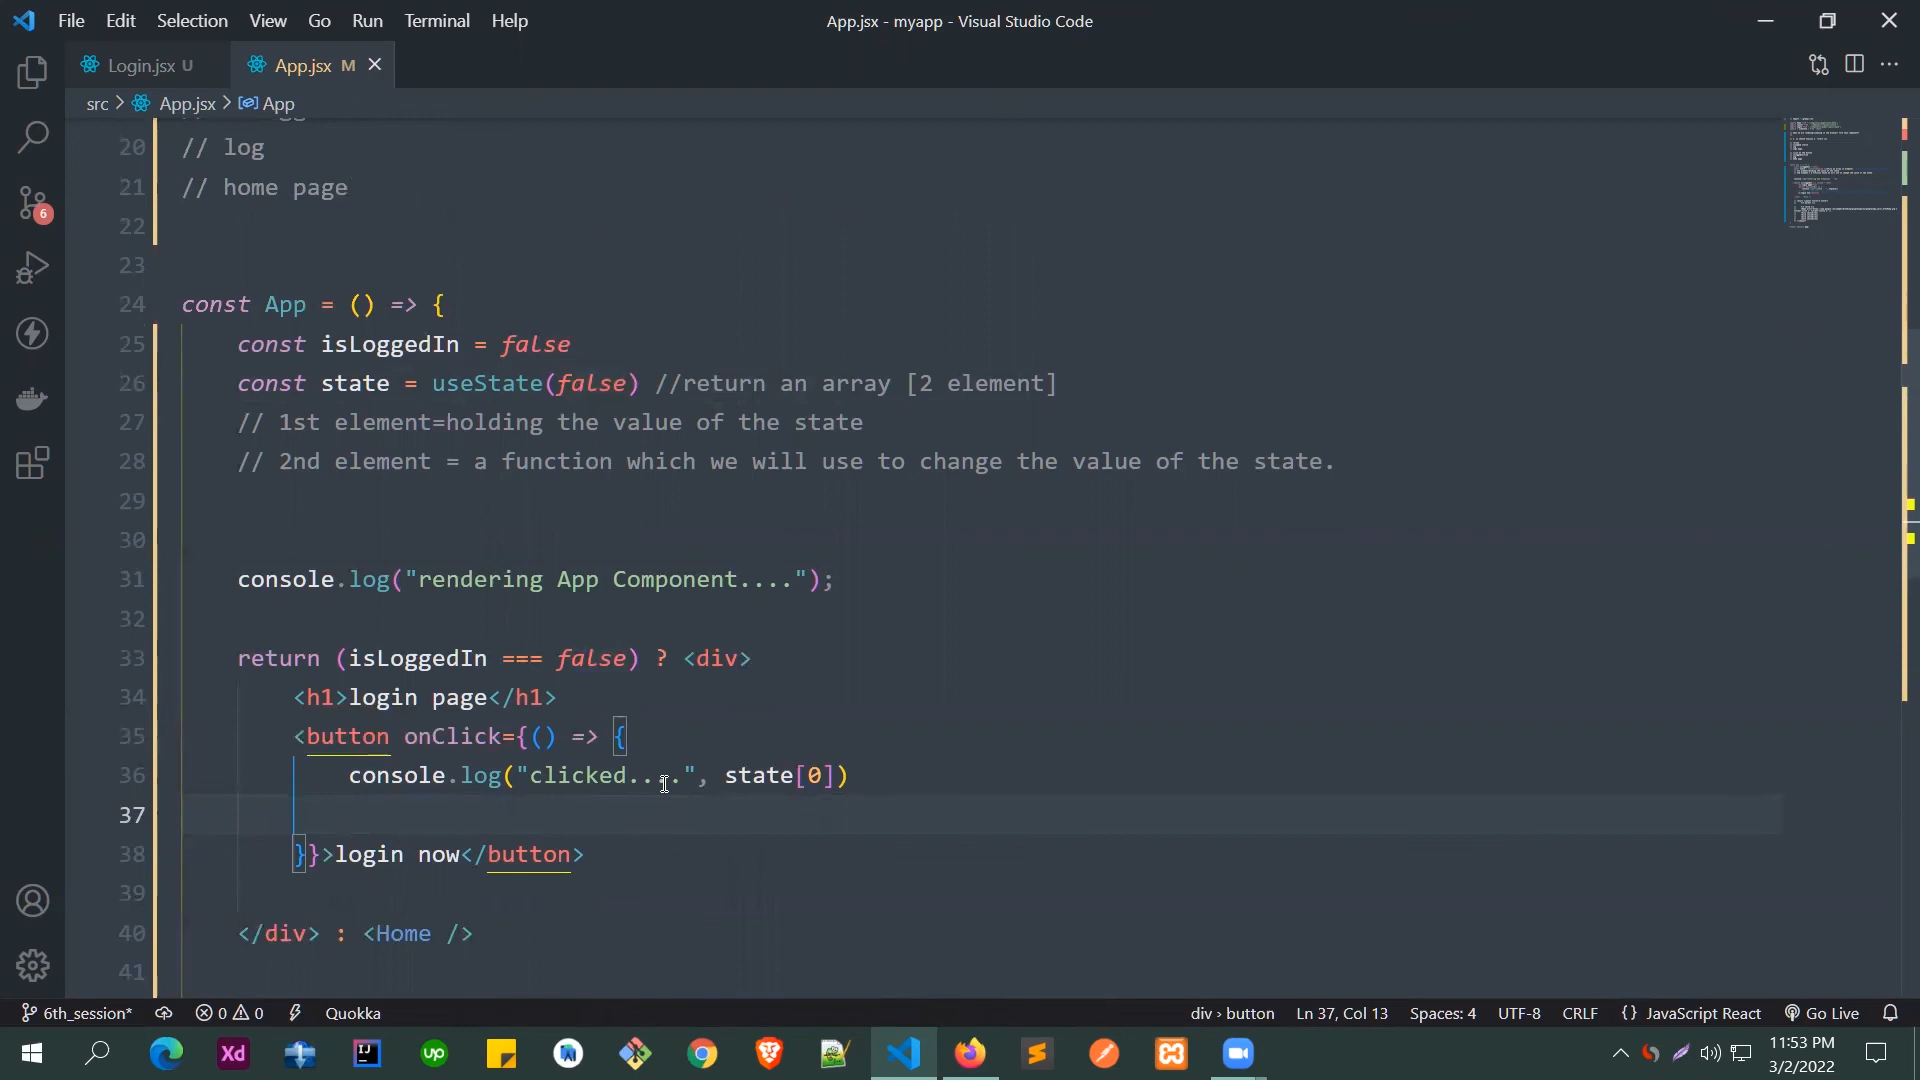 File Edit Selection View Go Run Terminal Help App.jsx - myapp - Visual Studio Code
Login.jsx U App.jsx M
src > App.jsx > App
20 // log
21 // home page
22
23
24 const App = () => {
25 const isLoggedIn = false
26 const state = useState(false) //return an array [2 element]
27 // 1st element=holding the value of the state
28 // 2nd element = a function which we will use to change the value of the state.
29
30
31 console.log("rendering App Component....");
32
33 return (isLoggedIn === false) ? <div>
34 <h1>login page</h1>
35 <button onClick={() => {
36 console.log("clicked....", state[0])
37
38 }}>login now</button>
39
40 </div> : <Home />
41
6
6th_session* 0 0 Quokka div › button Ln 37, Col 13 Spaces: 4 UTF-8 CRLF {} JavaScript React Go Live
Xd IJ up
11:53 PM
3/2/2022